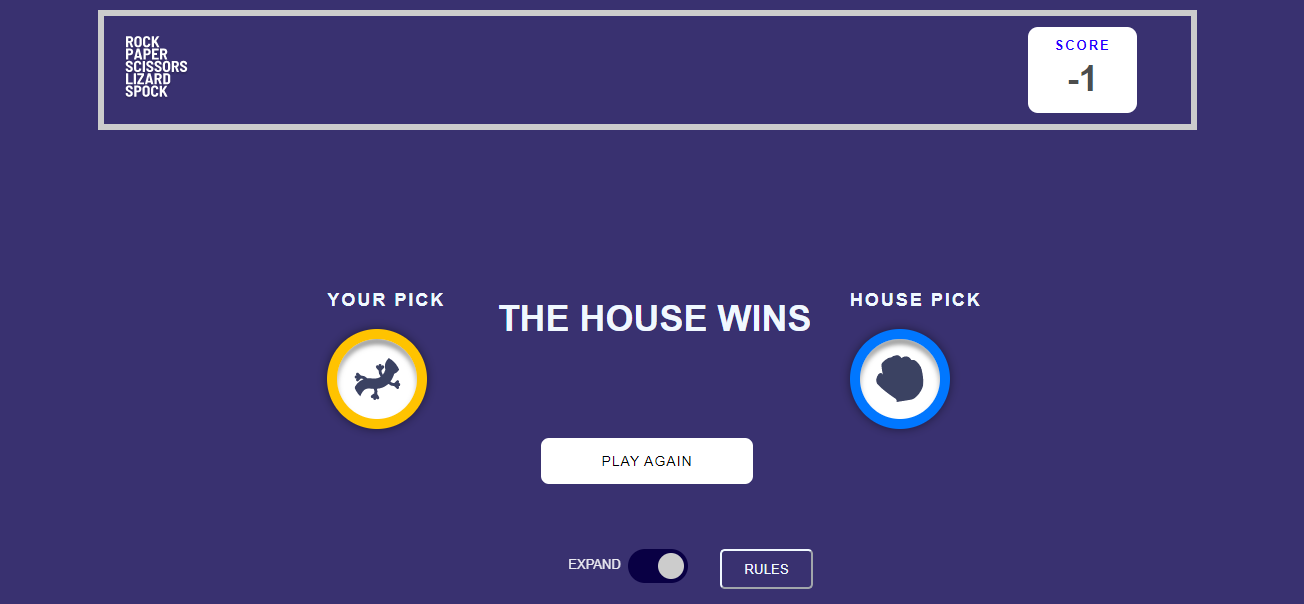 ROCK
PAPER
SCISSORS
LIZARD
SPOCK
SCORE
-1
YOUR PICK
THE HOUSE WINS
HOUSE PICK
PLAY AGAIN
EXPAND
RULES